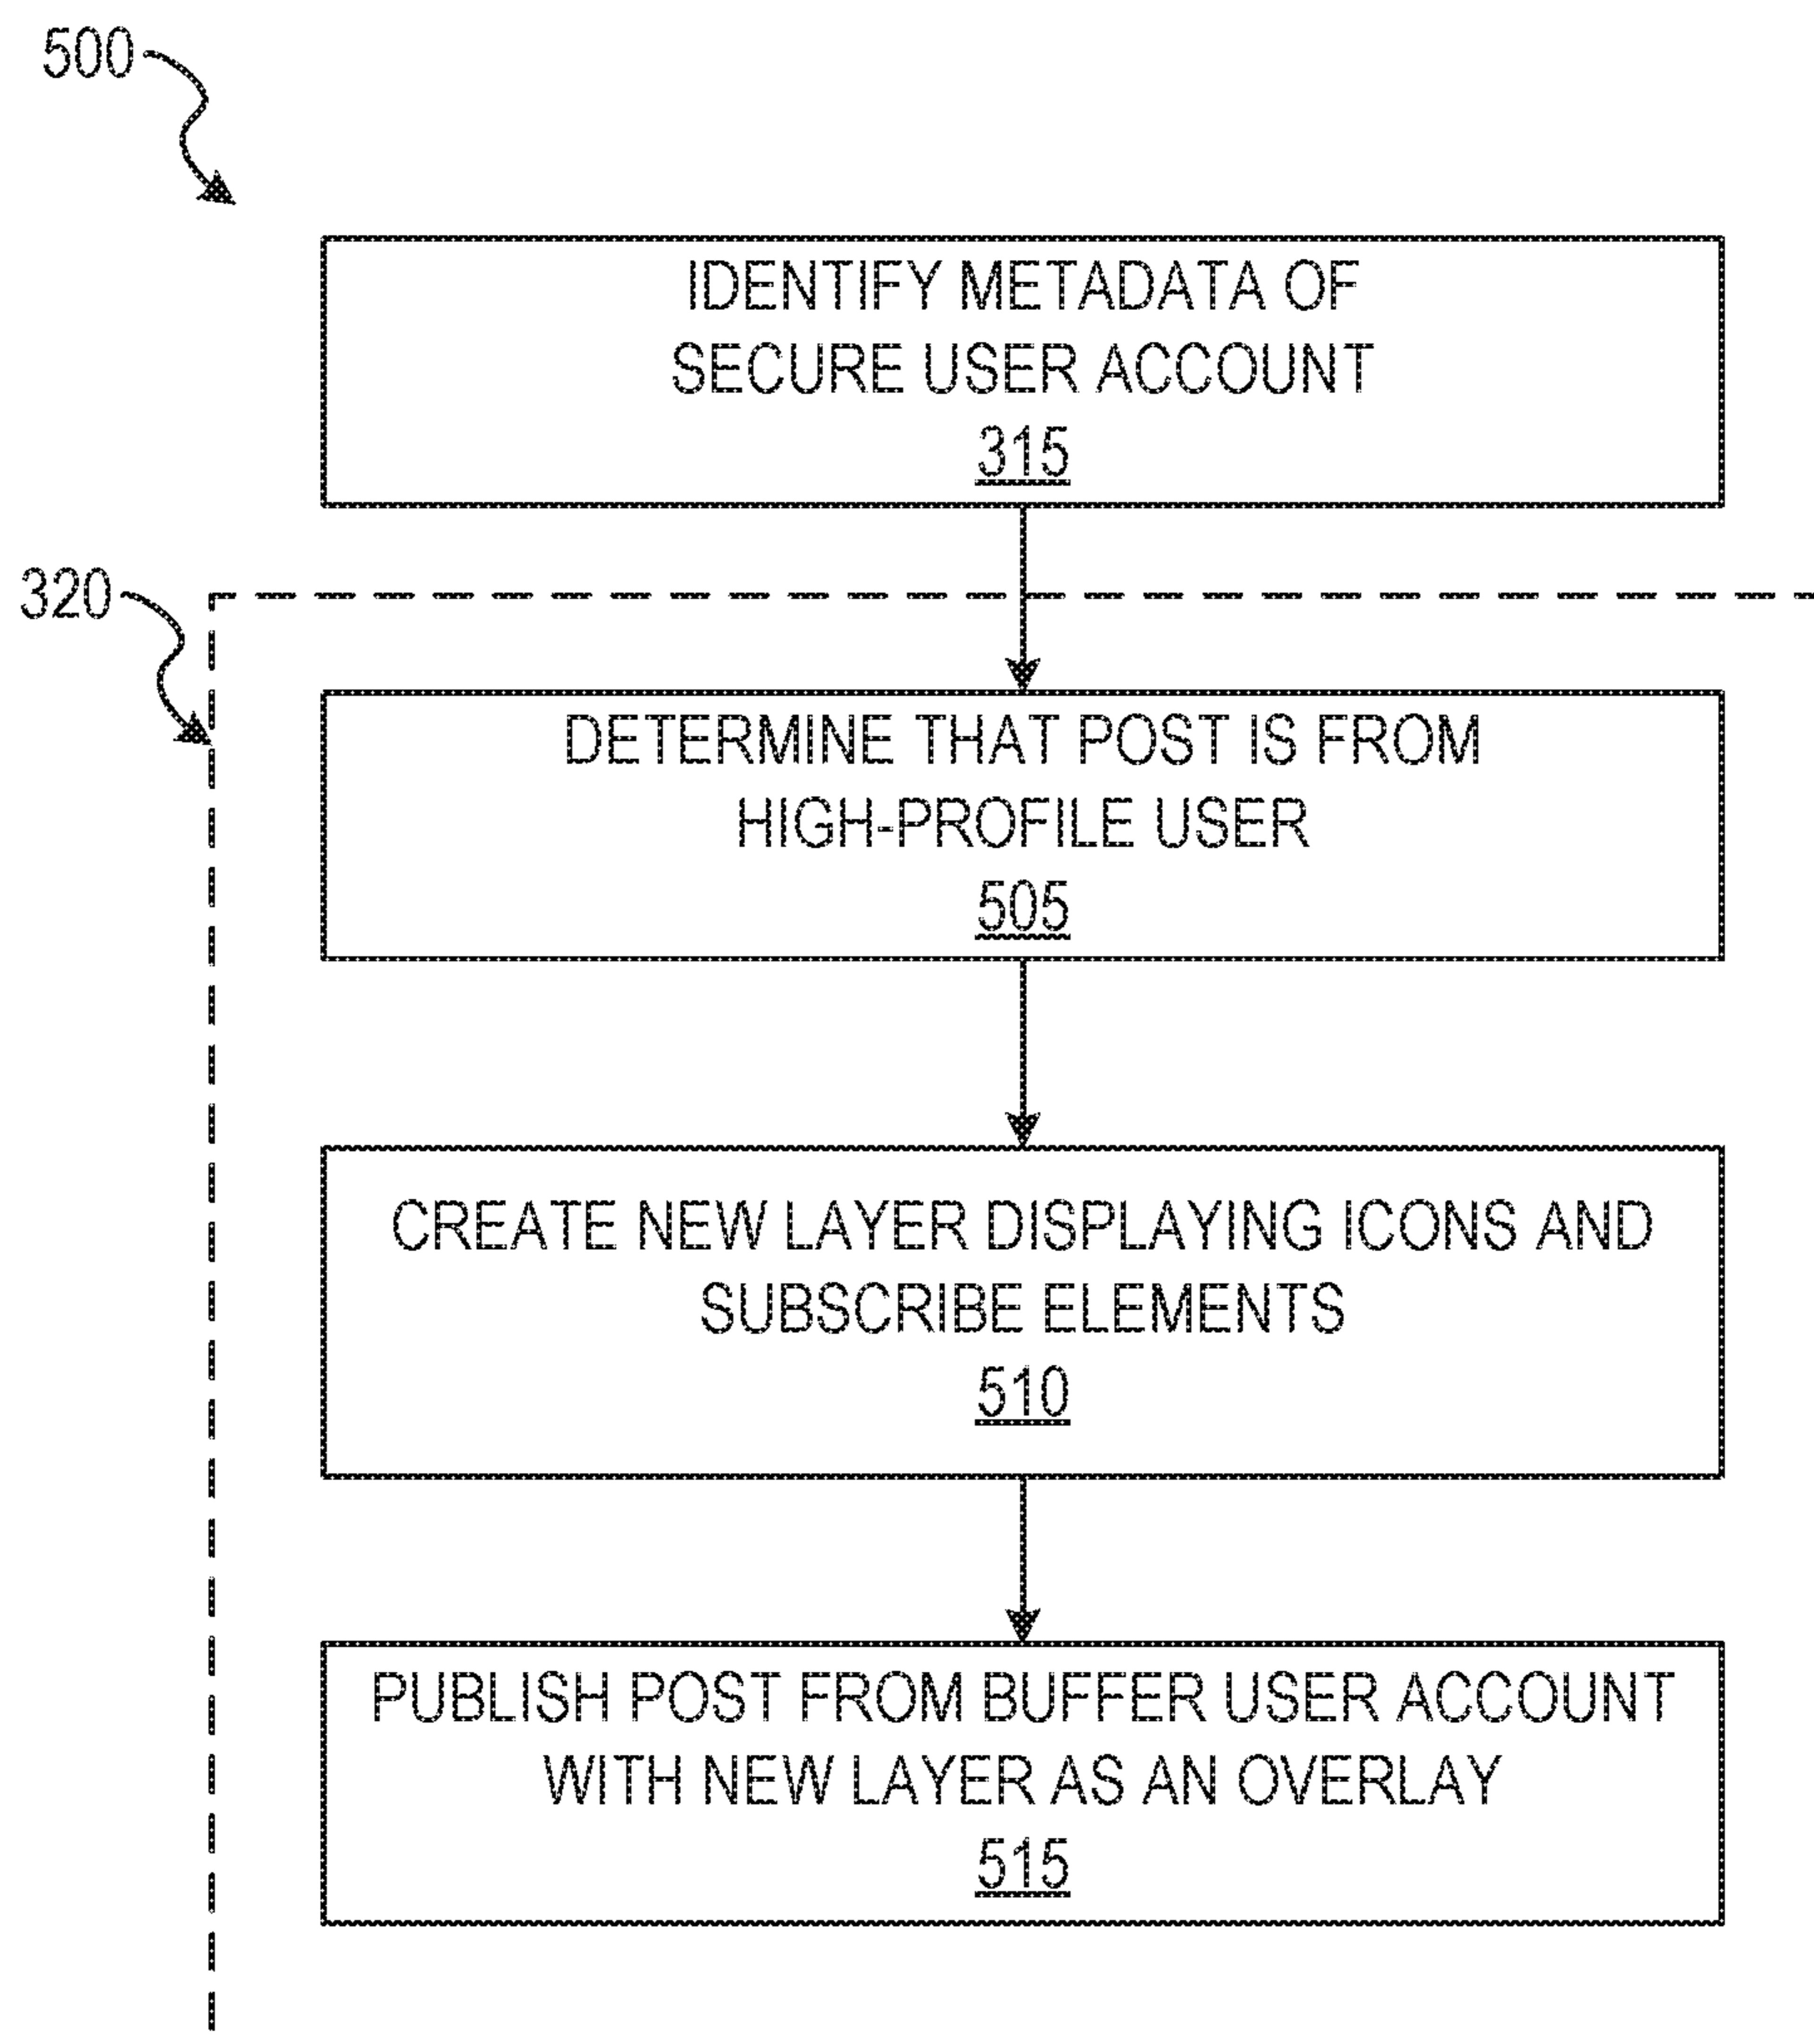 500
IDENTIFY METADATA OF
SECURE USER ACCOUNT
315
320
DETERMINE THAT POST IS FROM
HIGH-PROFILE USER
505
CREATE NEW LAYER DISPLAYING ICONS AND
SUBSCRIBE ELEMENTS
510
PUBLISH POST FROM BUFFER USER ACCOUNT
WITH NEW LAYER AS AN OVERLAY
515